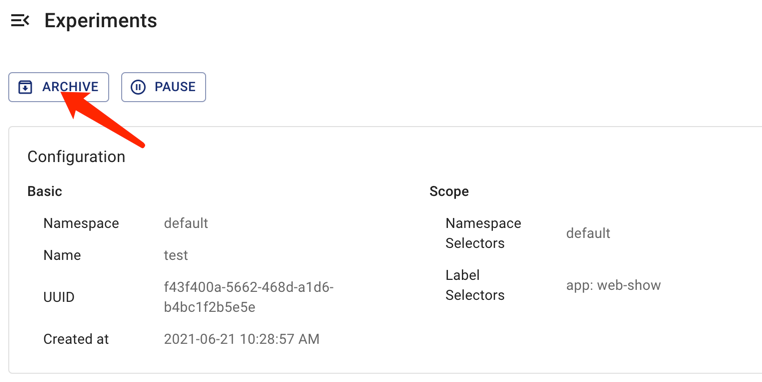 Experiments
ARCHIVE PAUSE
Configuration
Basic
Namespace default
Name test
UUID f43f400a-5662-468d-a1d6-
b4bc1f2b5e5e
Created at 2021-06-21 10:28:57 AM
Scope
Namespace
Selectors default
Label
Selectors app: web-show